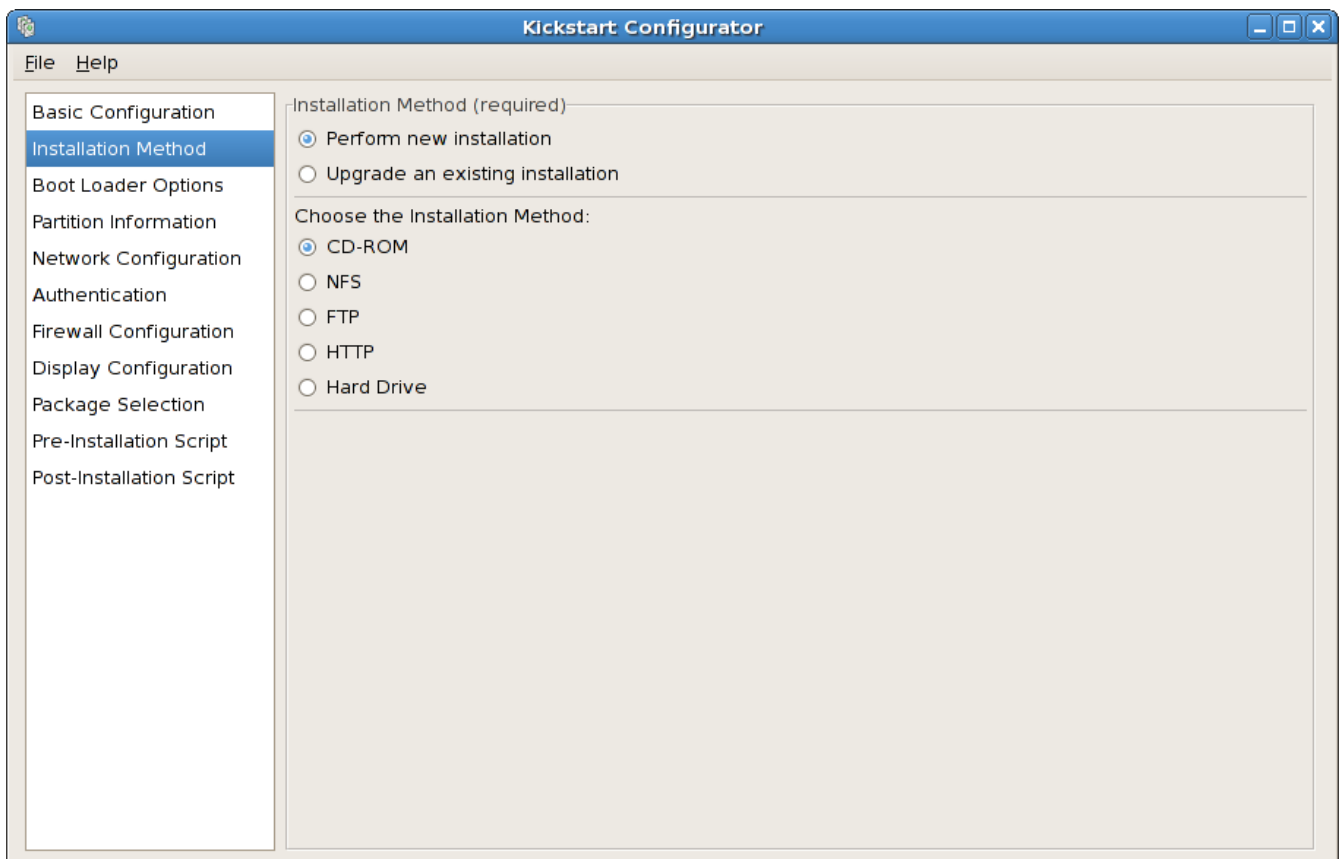 Kickstart Configurator
File Help
Basic Configuration
Installation Method
Boot Loader Options
Partition Information
Network Configuration
Authentication
Firewall Configuration
Display Configuration
Package Selection
Pre-Installation Script
Post-Installation Script
Installation Method (required)
Perform new installation
Upgrade an existing installation
Choose the Installation Method:
CD-ROM
NFS
FTP
HTTP
Hard Drive